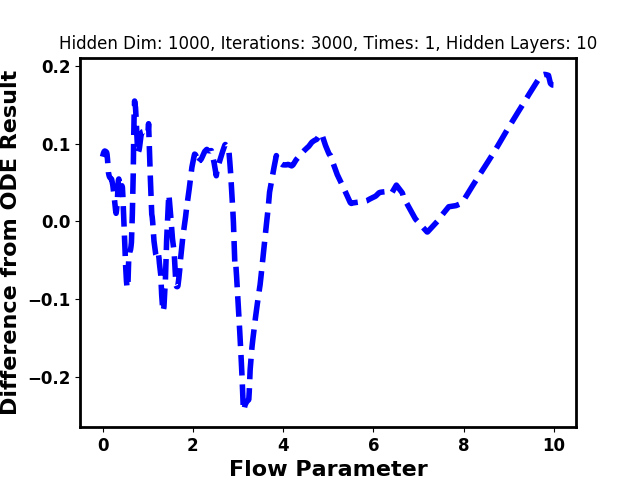 Hidden Dim: 1000, Iterations: 3000, Times: 1, Hidden Layers: 10
Difference from ODE Result
0.2
0.1
0.0
−0.1
−0.2
0 2 4 6 8 10
Flow Parameter